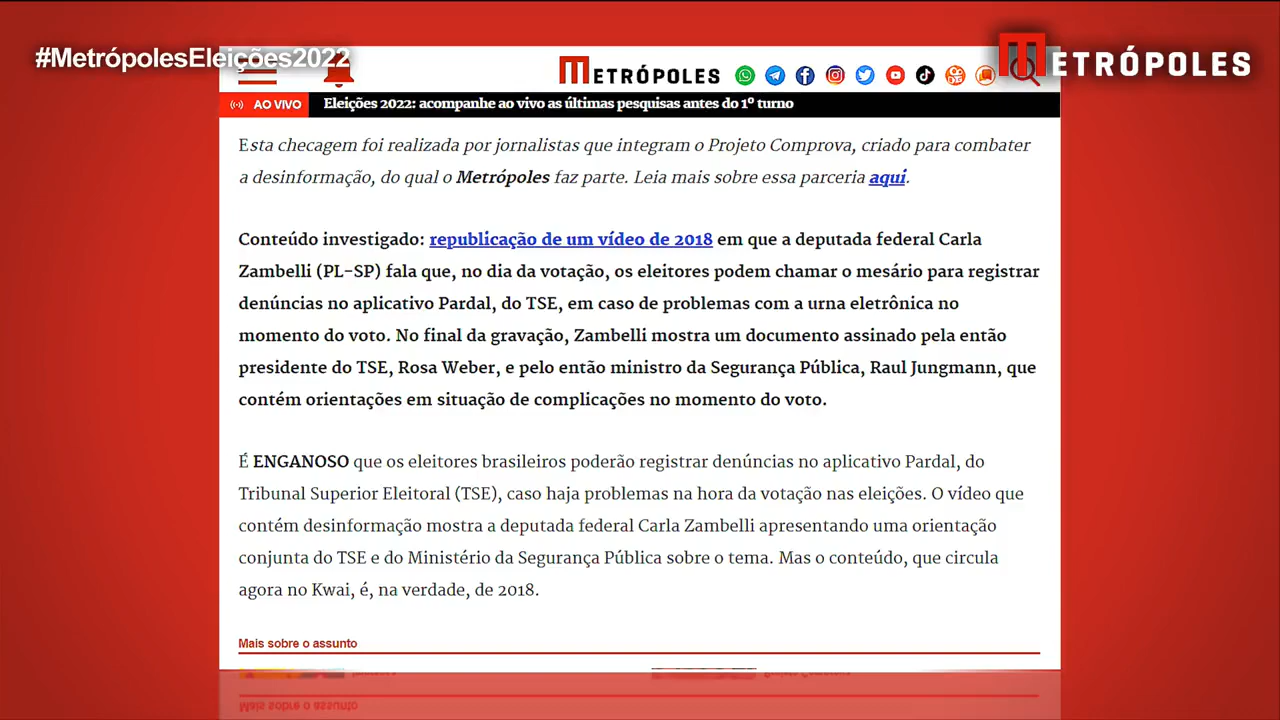 #MetrópolesEleições2022
METRÓPOLES
METRÓPOLES
AO VIVO Eleições 2022: acompanhe ao vivo as últimas pesquisas antes do 1º turno
Esta checagem foi realizada por jornalistas que integram o Projeto Comprova, criado para combater
a desinformação, do qual o Metrópoles faz parte. Leia mais sobre essa parceria aqui.
Conteúdo investigado: republicação de um vídeo de 2018 em que a deputada federal Carla
Zambelli (PL-SP) fala que, no dia da votação, os eleitores podem chamar o mesário para registrar
denúncias no aplicativo Pardal, do TSE, em caso de problemas com a urna eletrônica no
momento do voto. No final da gravação, Zambelli mostra um documento assinado pela então
presidente do TSE, Rosa Weber, e pelo então ministro da Segurança Pública, Raul Jungmann, que
contém orientações em situação de complicações no momento do voto.
É ENGANOSO que os eleitores brasileiros poderão registrar denúncias no aplicativo Pardal, do
Tribunal Superior Eleitoral (TSE), caso haja problemas na hora da votação nas eleições. O vídeo que
contém desinformação mostra a deputada federal Carla Zambelli apresentando uma orientação
conjunta do TSE e do Ministério da Segurança Pública sobre o tema. Mas o conteúdo, que circula
agora no Kwai, é, na verdade, de 2018.
Mais sobre o assunto